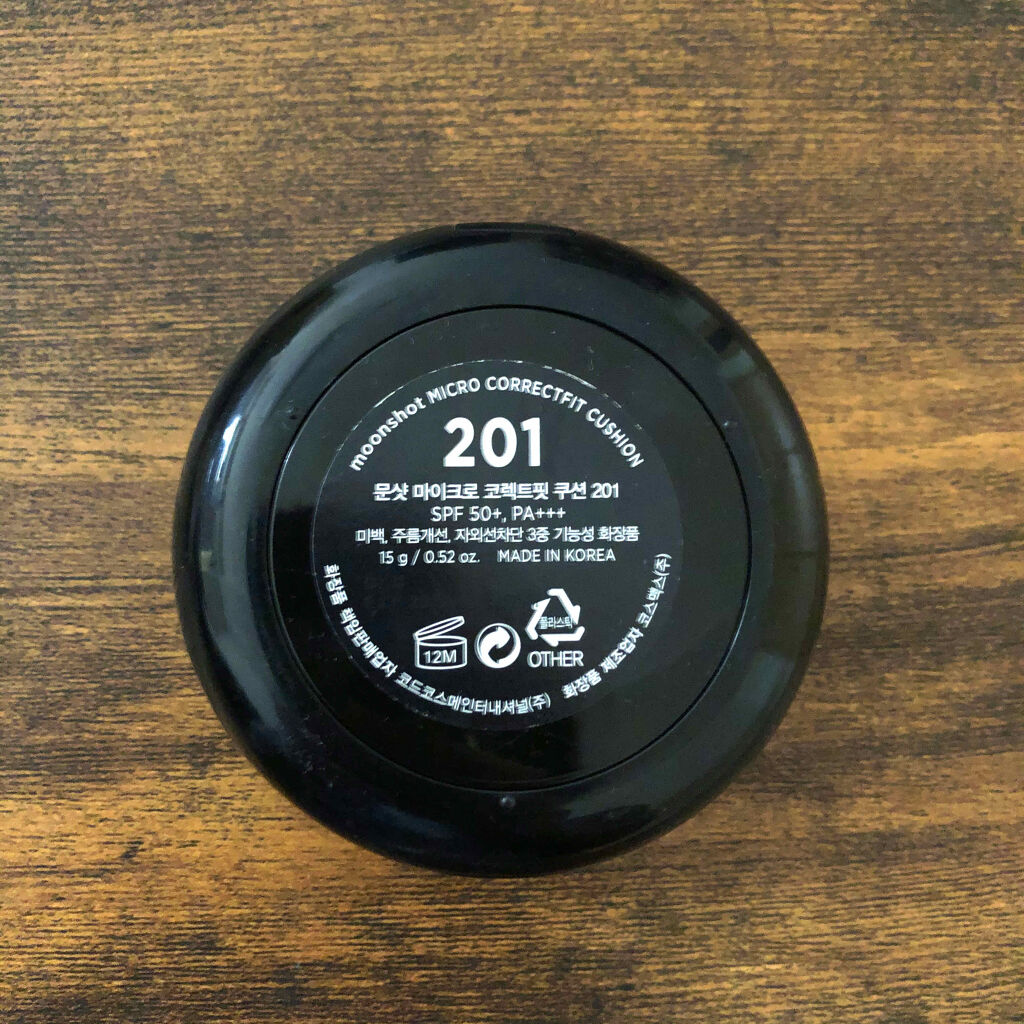 moonshot MICRO CORRECTFIT CUSHION
201
문샷 마이크로 코렉트핏 쿠션 201
SPF 50+, PA+++
미백, 주름개선, 자외선차단 3중 기능성 화장품
15 g / 0.52 oz. MADE IN KOREA
플라스틱
12M
OTHER
화장품 책임판매업자 코드코스메인터내셔널(주) 화장품 제조업자 코스맥스(주)